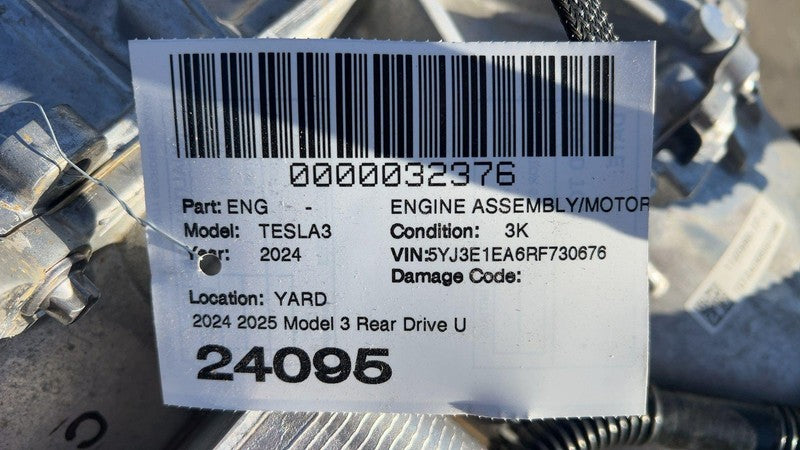 0000032376
Part: ENG - ENGINE ASSEMBLY/MOTOR
Model: TESLA3 Condition: 3K
Year: 2024 VIN:5YJ3E1EA6RF730676
Damage Code:
Location: YARD
2024 2025 Model 3 Rear Drive U
24095